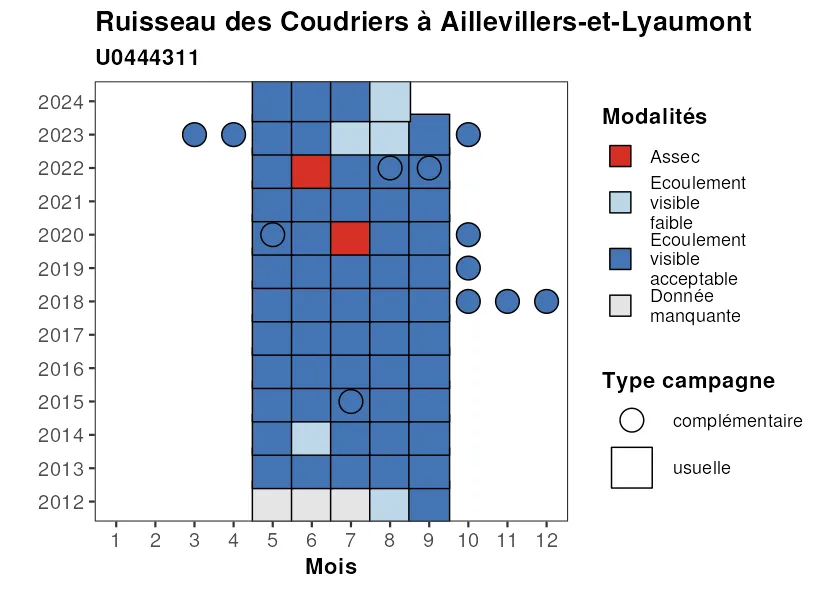 Ruisseau des Coudriers à Aillevillers-et-Lyaumont
U0444311
2024
2023
2022
2021
2020
2019
2018
2017
2016
2015
2014
2013
2012
1 2 3 4 5 6 7 8 9 10 11 12
Mois
Modalités
Assec
Ecoulement
visible
faible
Ecoulement
visible
acceptable
Donnée
manquante
Type campagne
complémentaire
usuelle